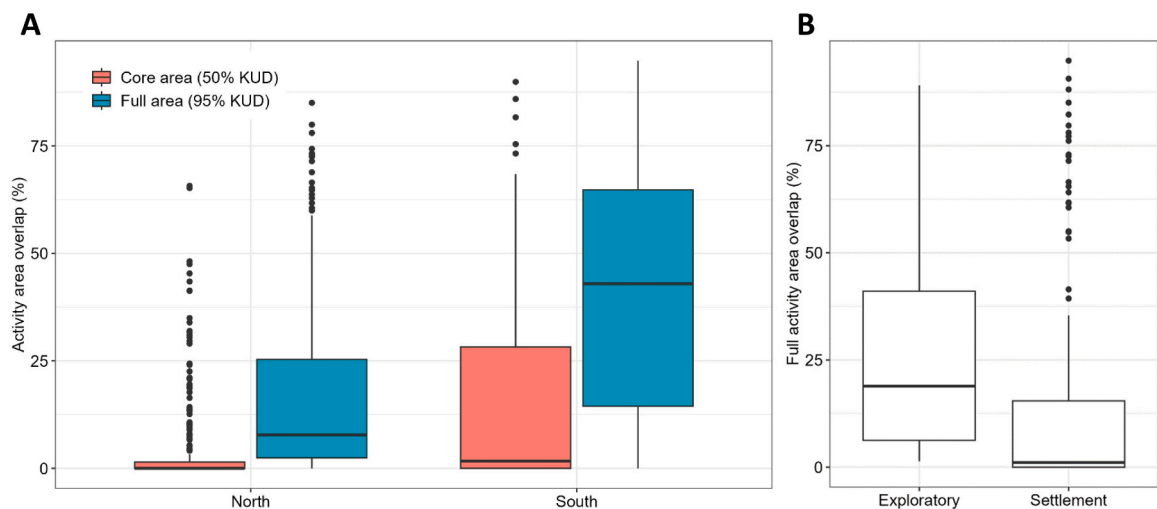 A
Core area (50% KUD)
Full area (95% KUD)
Activity area overlap (%)
75
50
25
0
North South
B
Full activity area overlap (%)
75
50
25
0
Exploratory Settlement